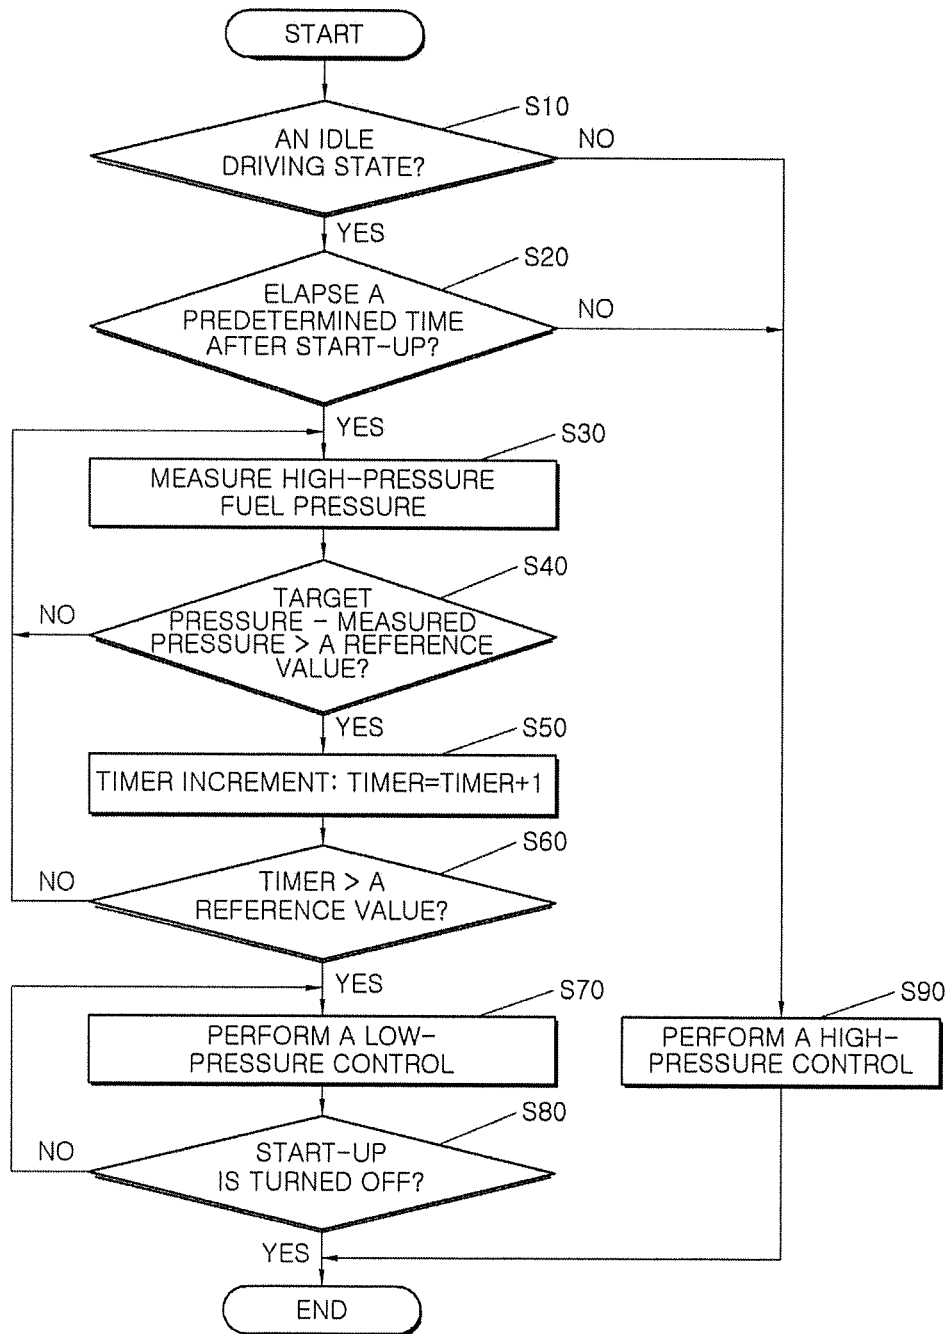 START
S10
AN IDLE
DRIVING STATE?
NO
YES
S20
ELAPSE A
PREDETERMINED TIME
AFTER START-UP?
NO
YES
S30
MEASURE HIGH-PRESSURE
FUEL PRESSURE
S40
TARGET
PRESSURE - MEASURED
PRESSURE > A REFERENCE
VALUE?
NO
YES
S50
TIMER INCREMENT: TIMER=TIMER+1
S60
TIMER > A
REFERENCE VALUE?
NO
YES
S70
PERFORM A LOW-
PRESSURE CONTROL
S90
PERFORM A HIGH-
PRESSURE CONTROL
S80
START-UP
IS TURNED OFF?
NO
YES
END